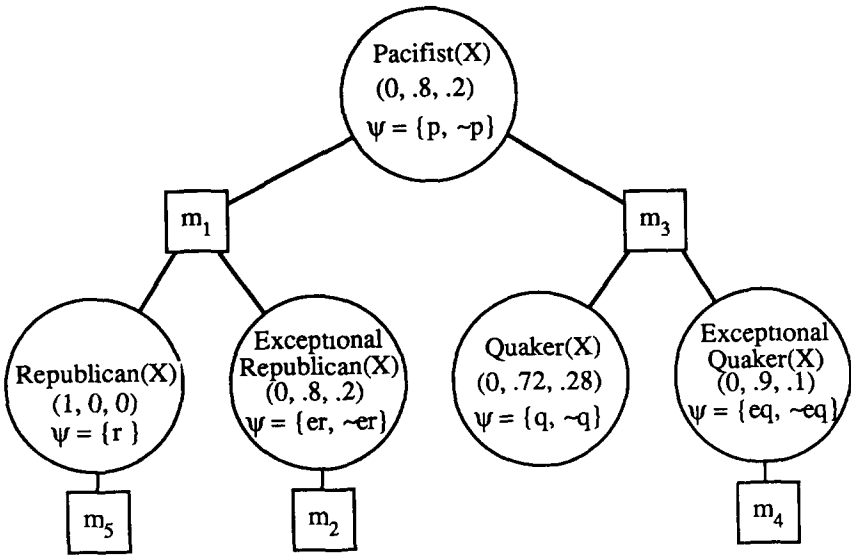 Pacifist(X)
(0, .8, .2)
ψ = {p, ~p}
m1
m3
Republican(X)
(1, 0, 0)
ψ = {r }
Exceptional
Republican(X)
(0, .8, .2)
ψ = {er, ~er}
Quaker(X)
(0, .72, .28)
ψ = {q, ~q}
Exceptional
Quaker(X)
(0, .9, .1)
ψ = {eq, ~eq}
m5
m2
m4